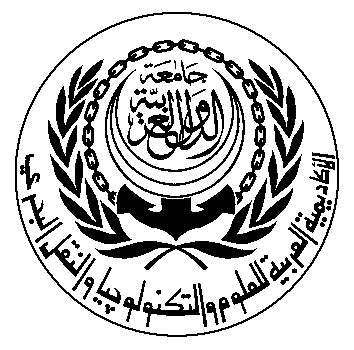 جامعة
الدول العربية
الأكاديمية العربية للعلوم والتكنولوجيا والنقل البحري